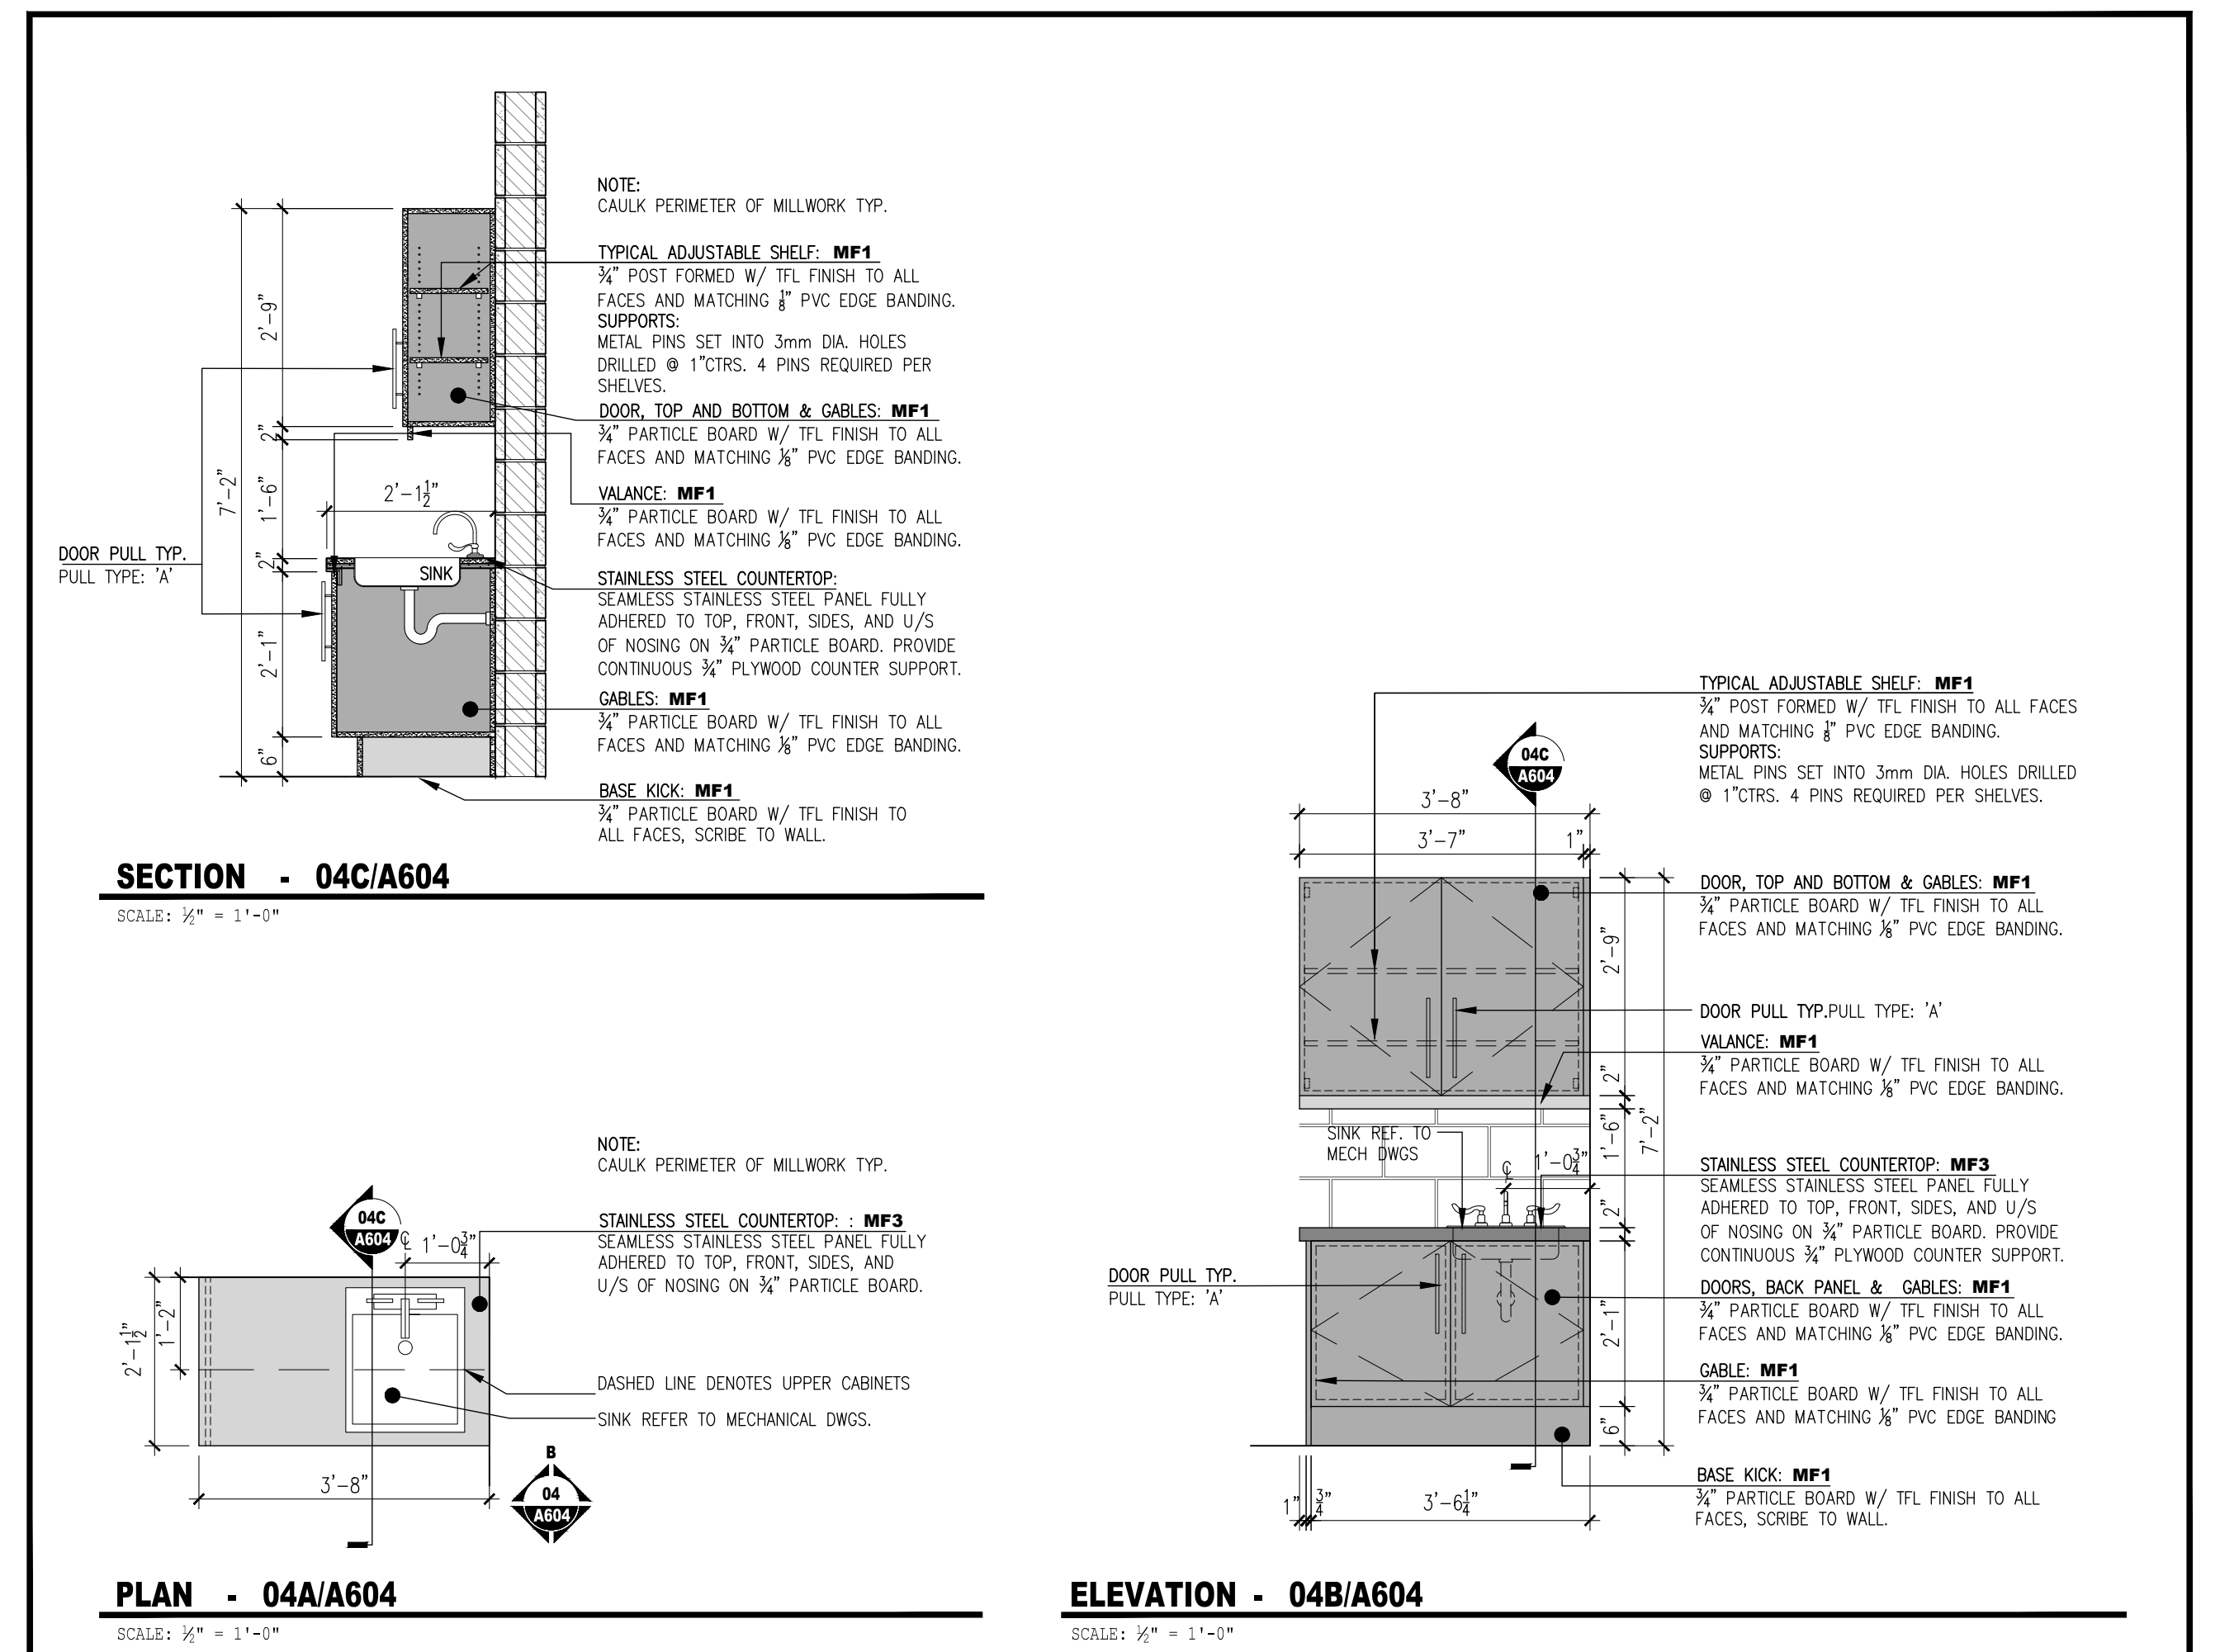 NOTE:
CAULK PERIMETER OF MILLWORK TYP.
TYPICAL ADJUSTABLE SHELF: MF1
¾" POST FORMED W/ TFL FINISH TO ALL
FACES AND MATCHING ⅛" PVC EDGE BANDING.
SUPPORTS:
METAL PINS SET INTO 3mm DIA. HOLES
DRILLED @ 1"CTRS. 4 PINS REQUIRED PER
SHELVES.
DOOR, TOP AND BOTTOM & GABLES: MF1
¾" PARTICLE BOARD W/ TFL FINISH TO ALL
FACES AND MATCHING ⅛" PVC EDGE BANDING.
VALANCE: MF1
¾" PARTICLE BOARD W/ TFL FINISH TO ALL
FACES AND MATCHING ⅛" PVC EDGE BANDING.
STAINLESS STEEL COUNTERTOP:
SEAMLESS STAINLESS STEEL PANEL FULLY
ADHERED TO TOP, FRONT, SIDES, AND U/S
OF NOSING ON ¾" PARTICLE BOARD. PROVIDE
CONTINUOUS ¾" PLYWOOD COUNTER SUPPORT.
GABLES: MF1
¾" PARTICLE BOARD W/ TFL FINISH TO ALL
FACES AND MATCHING ⅛" PVC EDGE BANDING.
BASE KICK: MF1
¾" PARTICLE BOARD W/ TFL FINISH TO
ALL FACES, SCRIBE TO WALL.
DOOR PULL TYP.
PULL TYPE: 'A'
7'-2"
2'-9"
2"
1'-6"
2"
2'-1"
6"
2'-1½"
SINK
SECTION - 04C/A604
SCALE: ½" = 1'-0"
NOTE:
CAULK PERIMETER OF MILLWORK TYP.
STAINLESS STEEL COUNTERTOP: : MF3
SEAMLESS STAINLESS STEEL PANEL FULLY
ADHERED TO TOP, FRONT, SIDES, AND
U/S OF NOSING ON ¾" PARTICLE BOARD.
DASHED LINE DENOTES UPPER CABINETS
SINK REFER TO MECHANICAL DWGS.
04C
A604
℄
1'-0¾"
2'-1½"
1'-2"
3'-8"
B
04
A604
PLAN - 04A/A604
SCALE: ½" = 1'-0"
TYPICAL ADJUSTABLE SHELF: MF1
¾" POST FORMED W/ TFL FINISH TO ALL FACES
AND MATCHING ⅛" PVC EDGE BANDING.
SUPPORTS:
METAL PINS SET INTO 3mm DIA. HOLES DRILLED
@ 1"CTRS. 4 PINS REQUIRED PER SHELVES.
04C
A604
3'-8"
3'-7"
1"
DOOR, TOP AND BOTTOM & GABLES: MF1
¾" PARTICLE BOARD W/ TFL FINISH TO ALL
FACES AND MATCHING ⅛" PVC EDGE BANDING.
DOOR PULL TYP.PULL TYPE: 'A'
VALANCE: MF1
¾" PARTICLE BOARD W/ TFL FINISH TO ALL
FACES AND MATCHING ⅛" PVC EDGE BANDING.
STAINLESS STEEL COUNTERTOP: MF3
SEAMLESS STAINLESS STEEL PANEL FULLY
ADHERED TO TOP, FRONT, SIDES, AND U/S
OF NOSING ON ¾" PARTICLE BOARD. PROVIDE
CONTINUOUS ¾" PLYWOOD COUNTER SUPPORT.
DOORS, BACK PANEL & GABLES: MF1
¾" PARTICLE BOARD W/ TFL FINISH TO ALL
FACES AND MATCHING ⅛" PVC EDGE BANDING.
GABLE: MF1
¾" PARTICLE BOARD W/ TFL FINISH TO ALL
FACES AND MATCHING ⅛" PVC EDGE BANDING
BASE KICK: MF1
¾" PARTICLE BOARD W/ TFL FINISH TO ALL
FACES, SCRIBE TO WALL.
2'-9"
2"
1'-6"
7'-2"
2"
2'-1"
6"
SINK REF. TO
MECH DWGS
℄
1'-0¾"
DOOR PULL TYP.
PULL TYPE: 'A'
1"
¾"
3'-6¼"
ELEVATION - 04B/A604
SCALE: ½" = 1'-0"